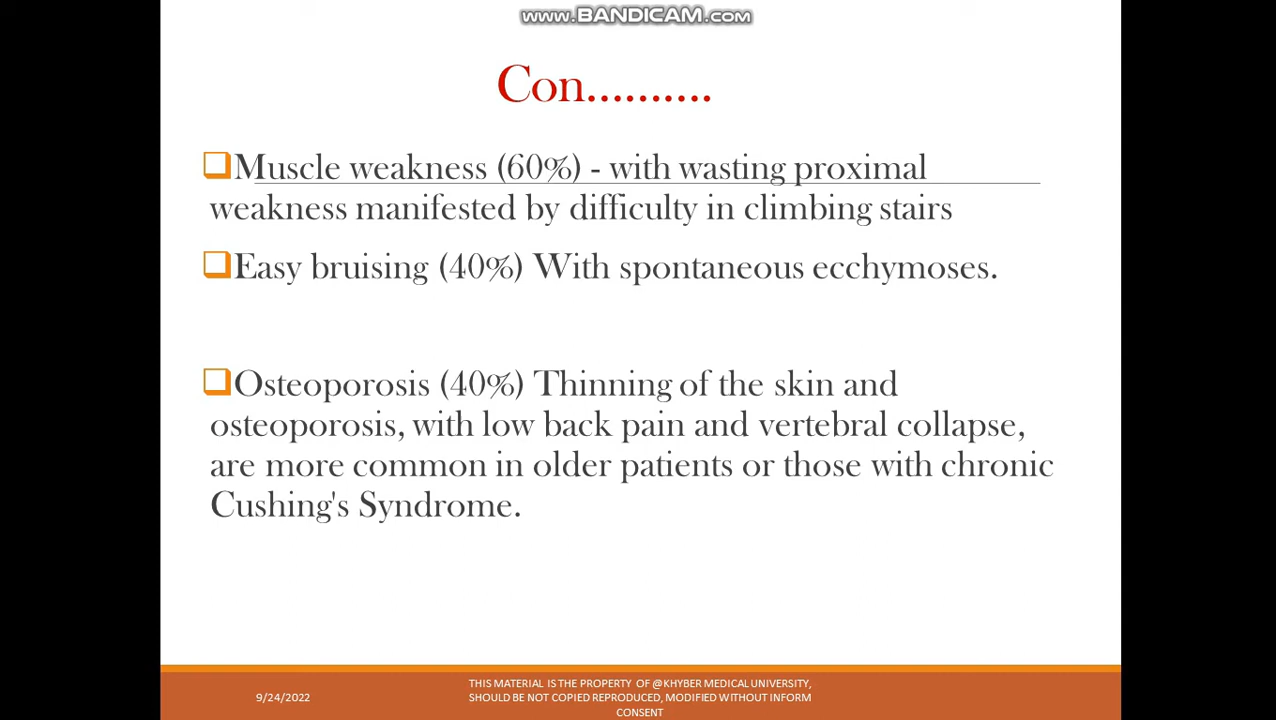 www.BANDICAM.com
Con..........
Muscle weakness (60%) - with wasting proximal
weakness manifested by difficulty in climbing stairs
Easy bruising (40%) With spontaneous ecchymoses.
Osteoporosis (40%) Thinning of the skin and
osteoporosis, with low back pain and vertebral collapse,
are more common in older patients or those with chronic
Cushing's Syndrome.
9/24/2022
THIS MATERIAL IS THE PROPERTY OF @KHYBER MEDICAL UNIVERSITY,
SHOULD BE NOT COPIED REPRODUCED, MODIFIED WITHOUT INFORM
CONSENT